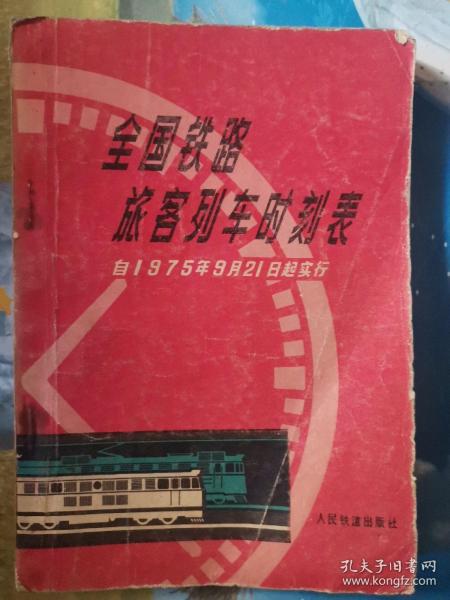 全国铁路
旅客列车时刻表
自1975年9月21日起实行
人民铁道出版社
孔夫子旧书网
www.kongfz.com